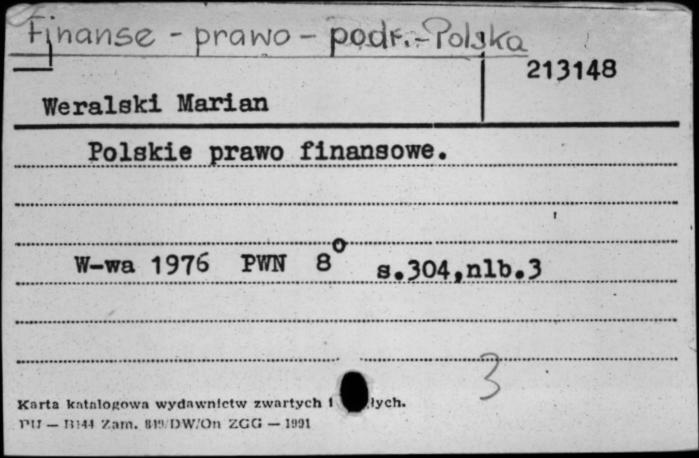 Finanse - prawo - podr. - Polska
213148
Weralski Marian
Polskie prawo finansowe.
W-wa 1976 PWN 8° s.304,nlb.3
3
Karta katalogowa wydawnictw zwartych i łych.
PU — B144 Zam. 819/DW/On ZGG — 1991